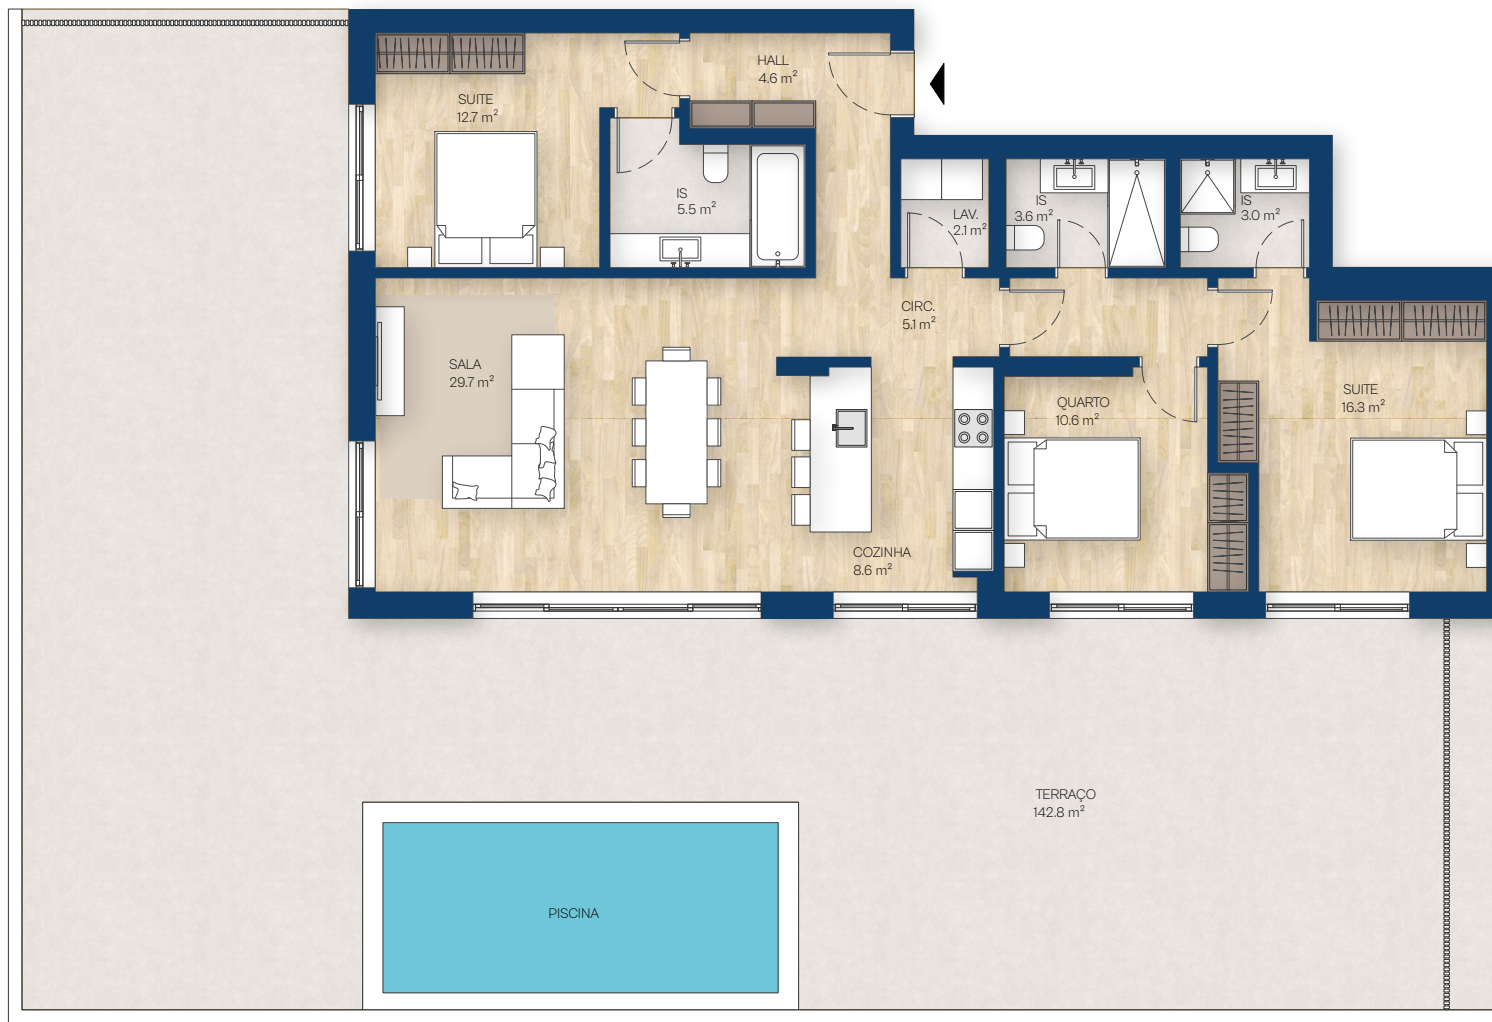 HALL
4.6 m²
SUITE
12.7 m²
IS
5.5 m²
LAV.
2.1 m²
IS
3.6 m²
IS
3.0 m²
CIRC.
5.1 m²
SALA
29.7 m²
QUARTO
10.6 m²
SUITE
16.3 m²
COZINHA
8.6 m²
TERRAÇO
142.8 m²
PISCINA